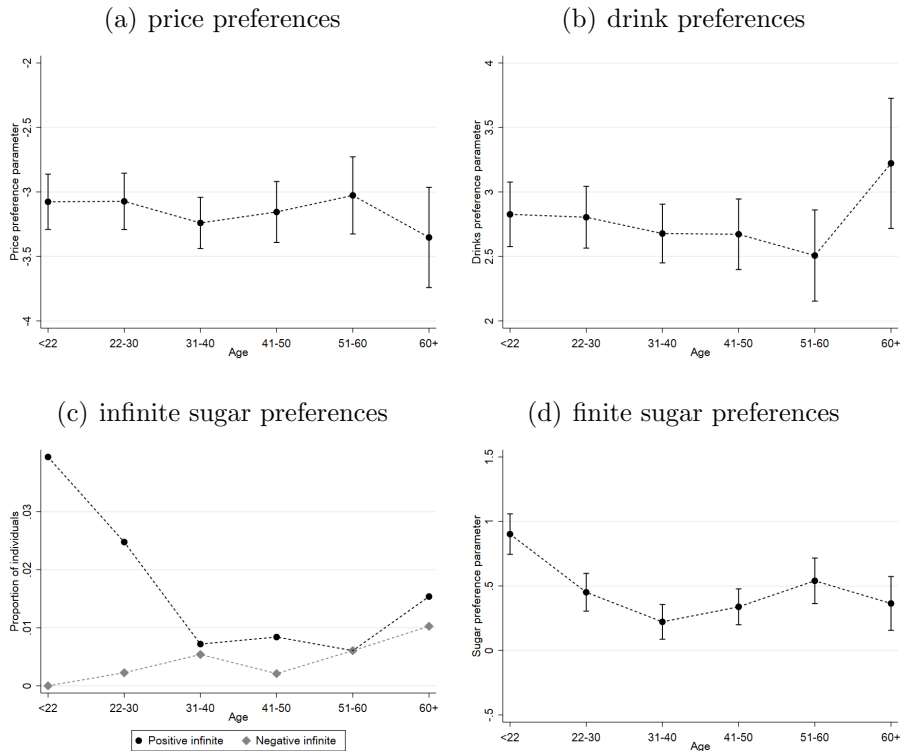 (a) price preferences
(b) drink preferences
Price preference parameter
-2
-2.5
-3
-3.5
-4
<22 22-30 31-40 41-50 51-60 60+
Age
Drinks preference parameter
4
3.5
3
2.5
2
<22 22-30 31-40 41-50 51-60 60+
Age
(c) infinite sugar preferences
(d) finite sugar preferences
Proportion of individuals
.03
.02
.01
0
<22 22-30 31-40 41-50 51-60 60+
Age
Positive infinite Negative infinite
Sugar preference parameter
1.5
1
.5
0
-.5
<22 22-30 31-40 41-50 51-60 60+
Age